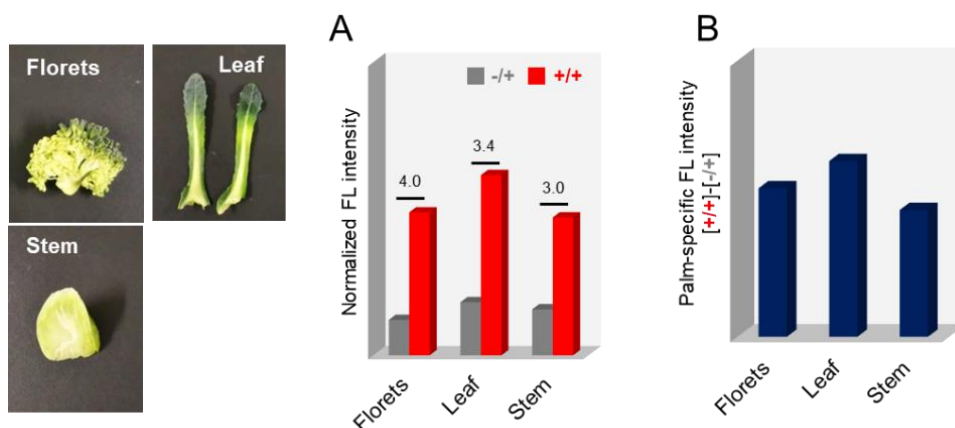 Florets
Leaf
Stem
A
Normalized FL intensity
-/+ +/+
4.0
3.4
3.0
Florets
Leaf
Stem
B
Palm-specific FL intensity
[+/+]-[-/+]
Florets
Leaf
Stem